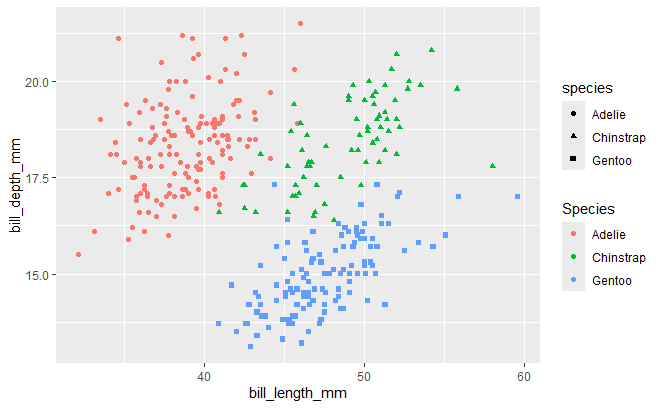 20.0
17.5
15.0
bill_depth_mm
40
50
60
bill_length_mm
species
Adelie
Chinstrap
Gentoo
Species
Adelie
Chinstrap
Gentoo